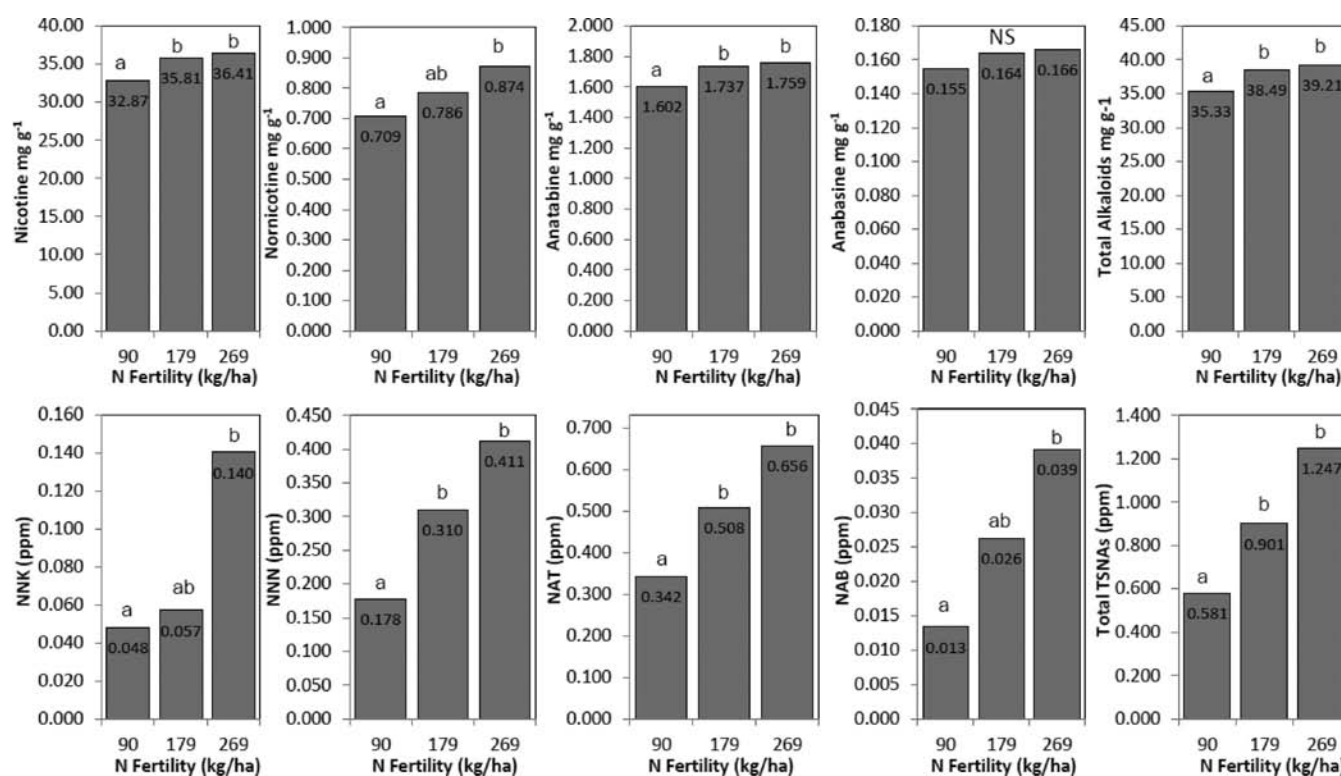 Nicotine mg g-1
40.00
35.00
30.00
25.00
20.00
15.00
10.00
5.00
0.00
a
b
b
32.87
35.81
36.41
90 179 269
N Fertility (kg/ha)
Nornicotine mg g-1
1.000
0.900
0.800
0.700
0.600
0.500
0.400
0.300
0.200
0.100
0.000
a
ab
b
0.709
0.786
0.874
90 179 269
N Fertility (kg/ha)
Anatabine mg g-1
2.000
1.800
1.600
1.400
1.200
1.000
0.800
0.600
0.400
0.200
0.000
a
b
b
1.602
1.737
1.759
90 179 269
N Fertility (kg/ha)
Anabasine mg g-1
0.180
0.160
0.140
0.120
0.100
0.080
0.060
0.040
0.020
0.000
NS
0.155
0.164
0.166
90 179 269
N Fertility (kg/ha)
Total Alkaloids mg g-1
45.00
40.00
35.00
30.00
25.00
20.00
15.00
10.00
5.00
0.00
a
b
b
35.33
38.49
39.21
90 179 269
N Fertility (kg/ha)
NNK (ppm)
0.160
0.140
0.120
0.100
0.080
0.060
0.040
0.020
0.000
a
ab
b
0.048
0.057
0.140
90 179 269
N Fertility (kg/ha)
NNN (ppm)
0.450
0.400
0.350
0.300
0.250
0.200
0.150
0.100
0.050
0.000
a
b
b
0.178
0.310
0.411
90 179 269
N Fertility (kg/ha)
NAT (ppm)
0.700
0.600
0.500
0.400
0.300
0.200
0.100
0.000
a
b
b
0.342
0.508
0.656
90 179 269
N Fertility (kg/ha)
NAB (ppm)
0.045
0.040
0.035
0.030
0.025
0.020
0.015
0.010
0.005
0.000
a
ab
b
0.013
0.026
0.039
90 179 269
N Fertility (kg/ha)
Total TSNAs (ppm)
1.400
1.200
1.000
0.800
0.600
0.400
0.200
0.000
a
b
b
0.581
0.901
1.247
90 179 269
N Fertility (kg/ha)